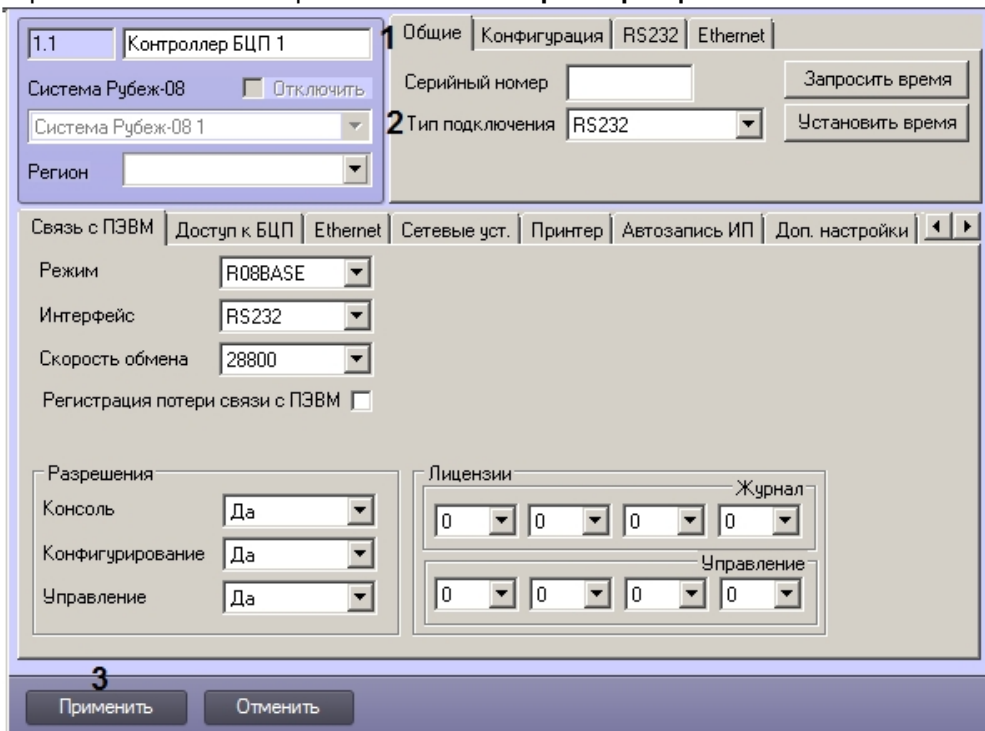 1.1 Контроллер БЦП 1
Система Рубеж-08 Отключить
Система Рубеж-08 1
Регион
1 Общие Конфигурация RS232 Ethernet
Серийный номер Запросить время
2 Тип подключения RS232 Установить время
Связь с ПЭВМ Доступ к БЦП Ethernet Сетевые уст. Принтер Автозапись ИП Доп. настройки
Режим R08BASE
Интерфейс RS232
Скорость обмена 28800
Регистрация потери связи с ПЭВМ
Разрешения
Консоль Да
Конфигурирование Да
Управление Да
Лицензии
Журнал
0 0 0 0
Управление
0 0 0 0
3
Применить Отменить